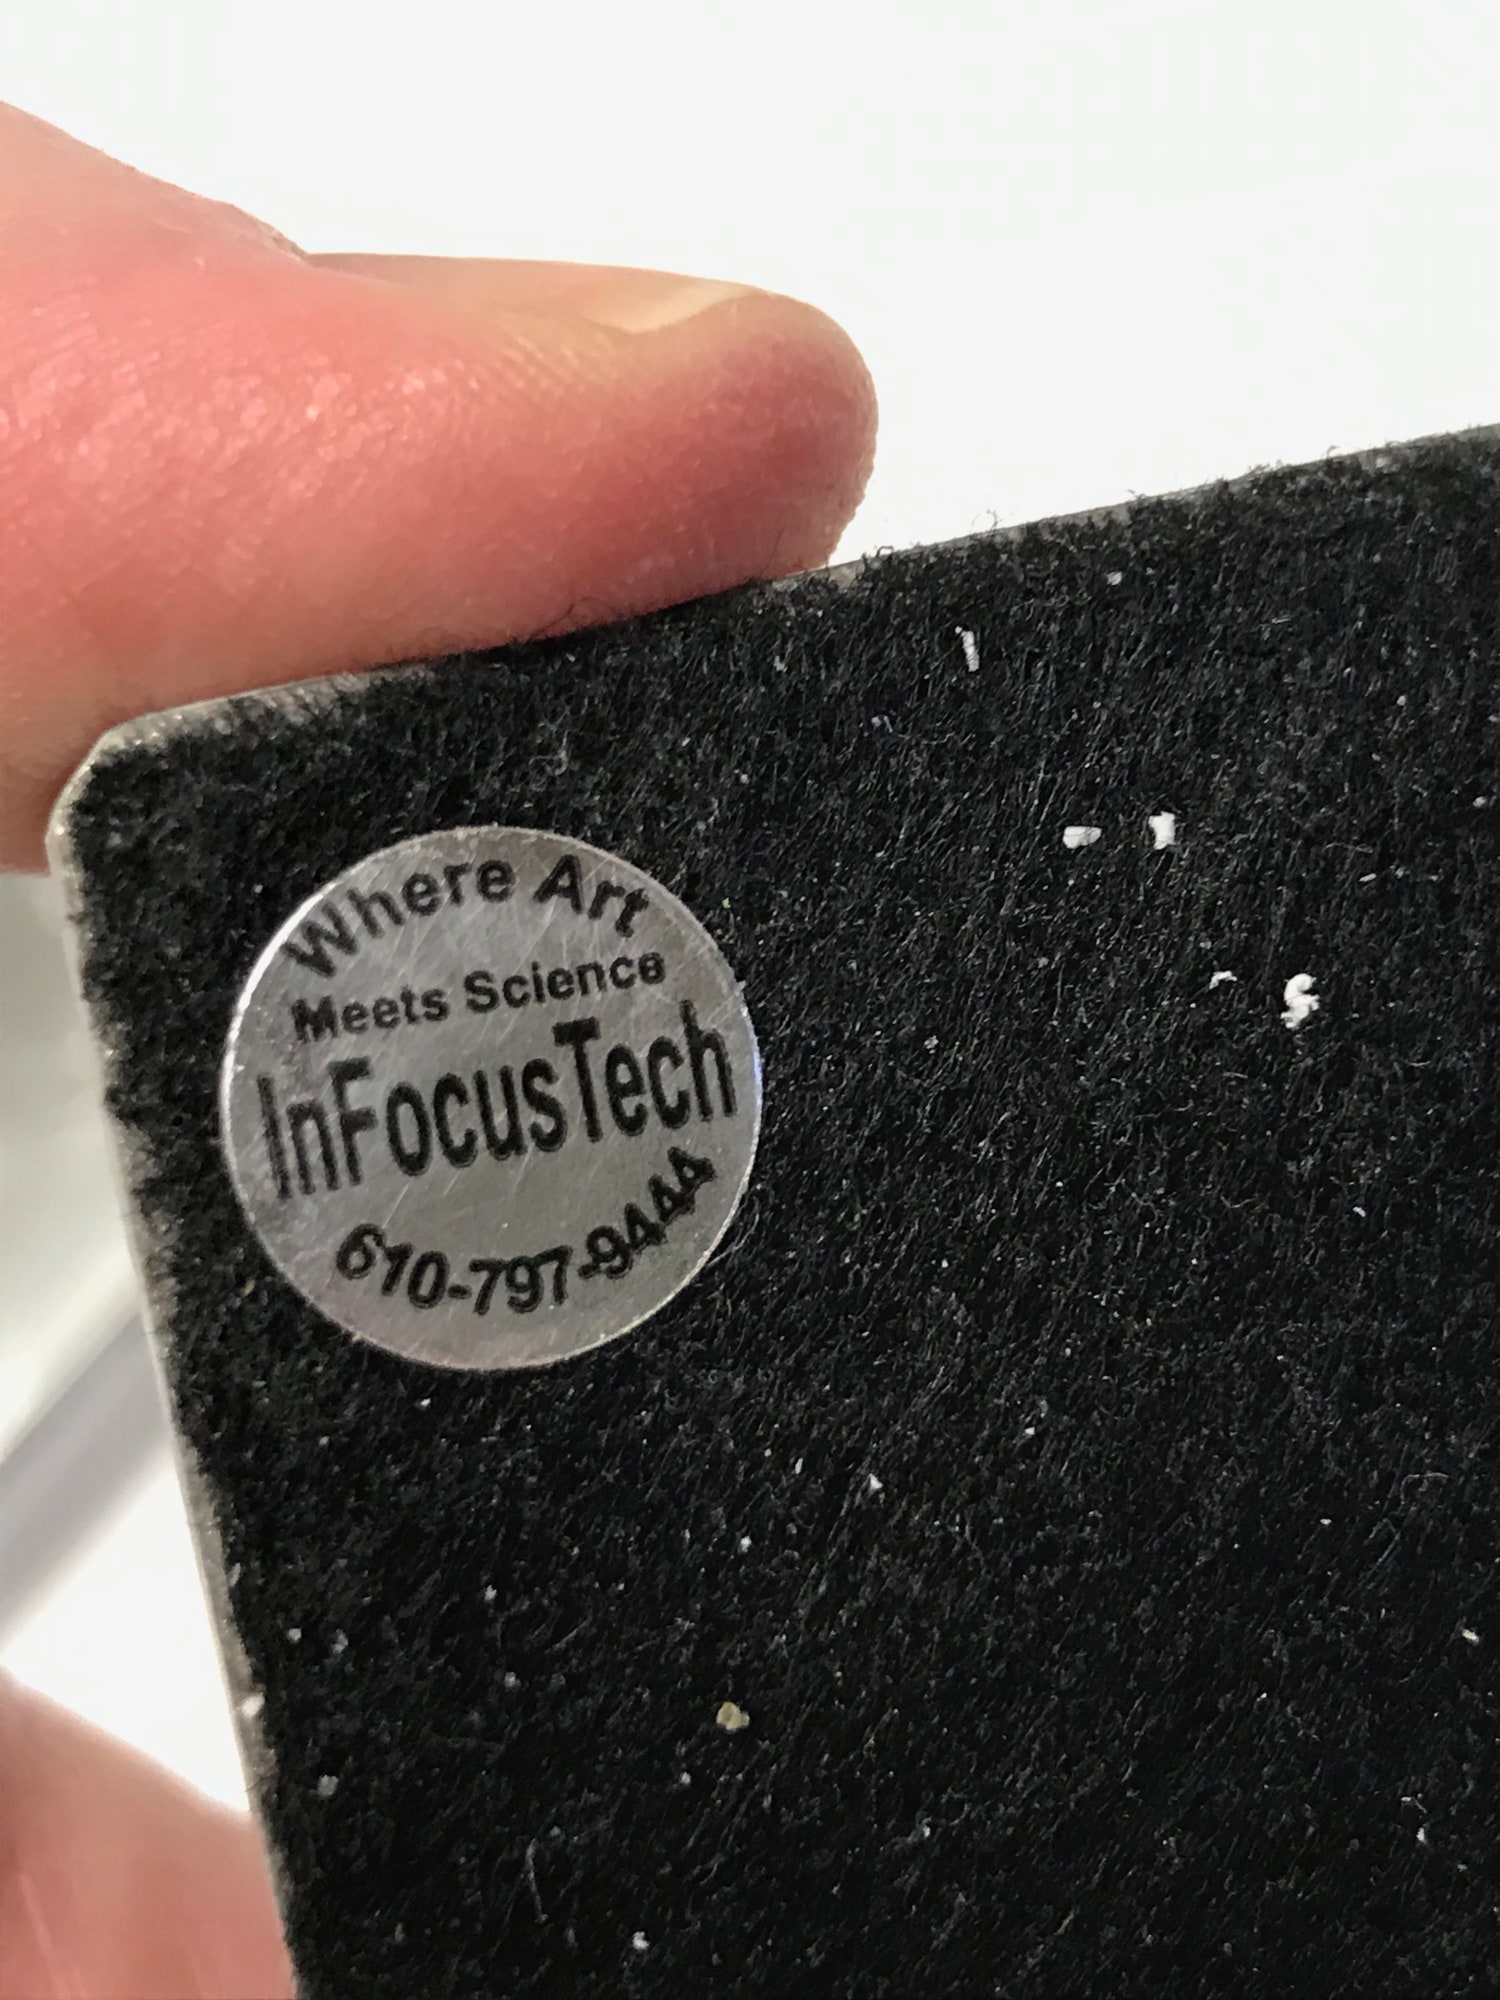 Where Art
Meets Science
InFocusTech
610-797-9444